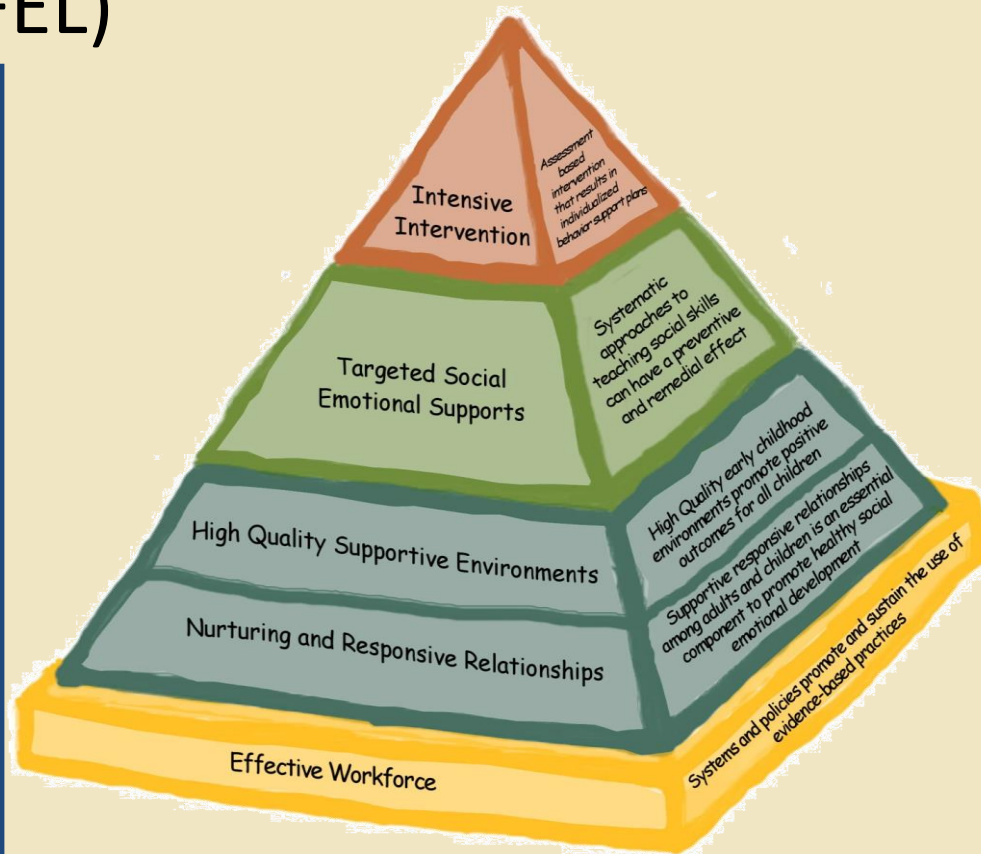 FEL)
Intensive
Intervention
Assessment
based
intervention
that results in
individualized
behavior support plans
Targeted Social
Emotional Supports
Systematic
approaches to
teaching social skills
can have a preventive
and remedial effect
High Quality Supportive Environments
High Quality early childhood
environments promote positive
outcomes for all children
Nurturing and Responsive Relationships
Supportive responsive relationships
among adults and children is an essential
component to promote healthy social
emotional development
Effective Workforce
Systems and policies promote and sustain the use of
evidence-based practices